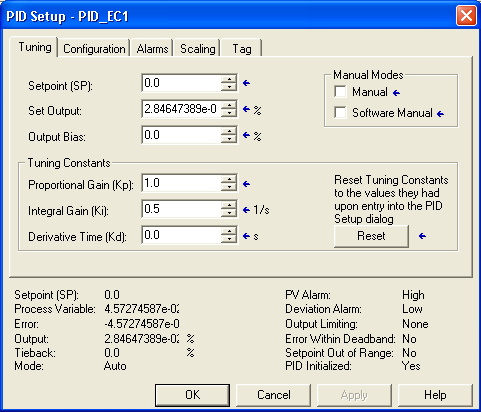 PID Setup - PID_EC1
Tuning Configuration Alarms Scaling Tag
Setpoint (SP): 0.0
Set Output: 2.84647389e-0 %
Output Bias: 0.0 %
Manual Modes
Manual
Software Manual
Tuning Constants
Proportional Gain (Kp): 1.0
Integral Gain (Ki): 0.5 1/s
Derivative Time (Kd): 0.0 s
Reset Tuning Constants
to the values they had
upon entry into the PID
Setup dialog
Reset
Setpoint (SP): 0.0
Process Variable: 4.57274587e-02
Error: -4.57274587e-
Output: 2.84647389e-02 %
Tieback: 0.0 %
Mode: Auto
PV Alarm: High
Deviation Alarm: Low
Output Limiting: None
Error Within Deadband: No
Setpoint Out of Range: No
PID Initialized: Yes
OK Cancel Apply Help